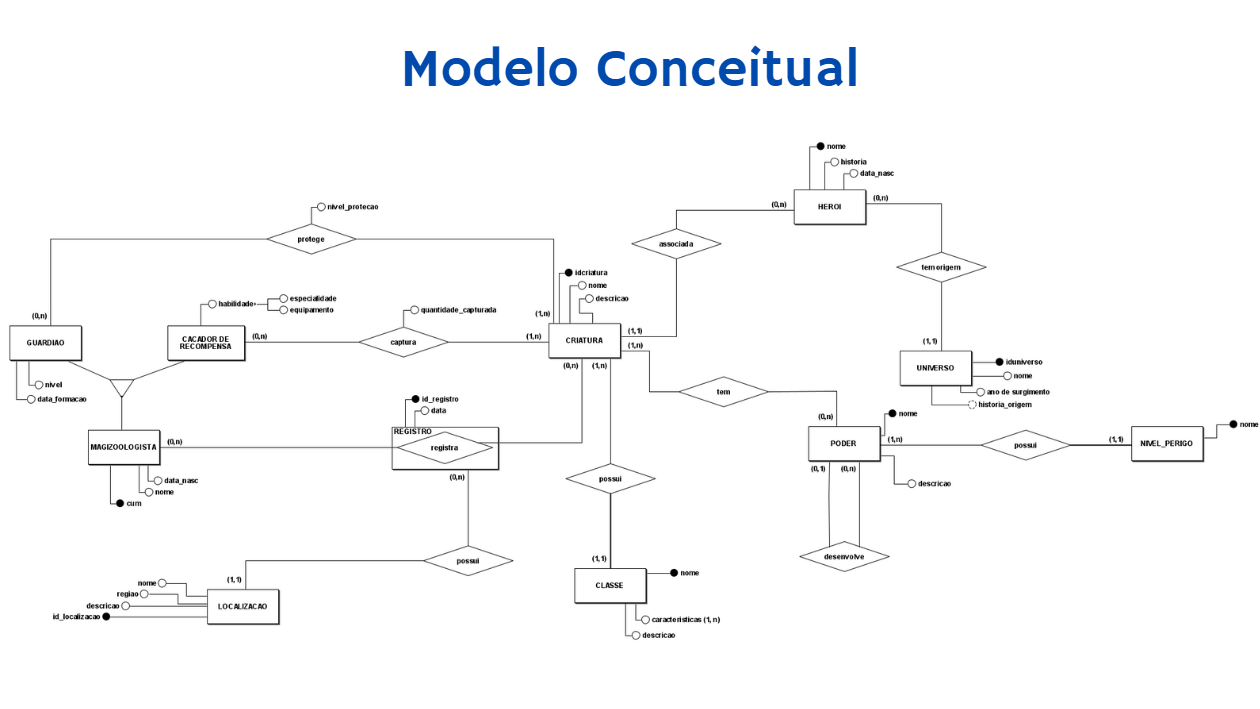 Modelo Conceitual
nome
historia
data_nasc
HEROI
(0,n)
(0,n)
nivel_protecao
protege
associada
tem origem
idcriatura
nome
descricao
habilidade
especialidade
equipamento
quantidade_capturada
(0,n)
(1,n)
GUARDIAO
CACADOR DE
RECOMPENSA
(0,n)
captura
(1,n)
CRIATURA
(1,1)
(1,n)
(1,1)
UNIVERSO
iduniverso
nome
ano de surgimento
historia_origem
(0,n)
(1,n)
nivel
data_formacao
tem
id_registro
data
(0,n)
nome
nome
REGISTRO
MAGIZOOLOGISTA
(0,n)
registra
PODER
(1,n)
possui
(1,1)
NIVEL_PERIGO
(0,1)
(0,n)
descricao
data_nasc
nome
cum
(0,n)
possui
possui
desenvolve
(1,1)
(1,1)
nome
regiao
descricao
id_localizacao
LOCALIZACAO
CLASSE
nome
caracteristicas (1, n)
descricao